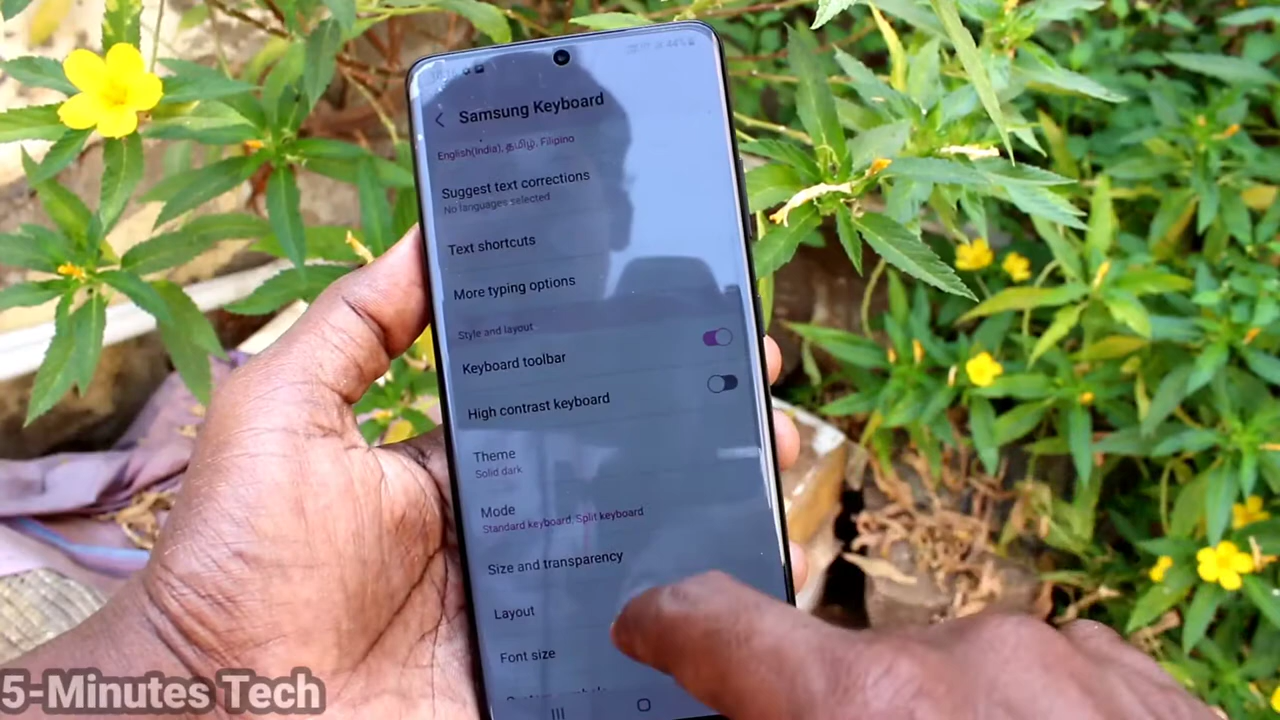 44%
Samsung Keyboard
English(India), தமிழ், Filipino
Suggest text corrections
No languages selected
Text shortcuts
More typing options
Style and layout
Keyboard toolbar
High contrast keyboard
Theme
Solid dark
Mode
Standard keyboard, Split keyboard
Size and transparency
Layout
Font size
5-Minutes Tech